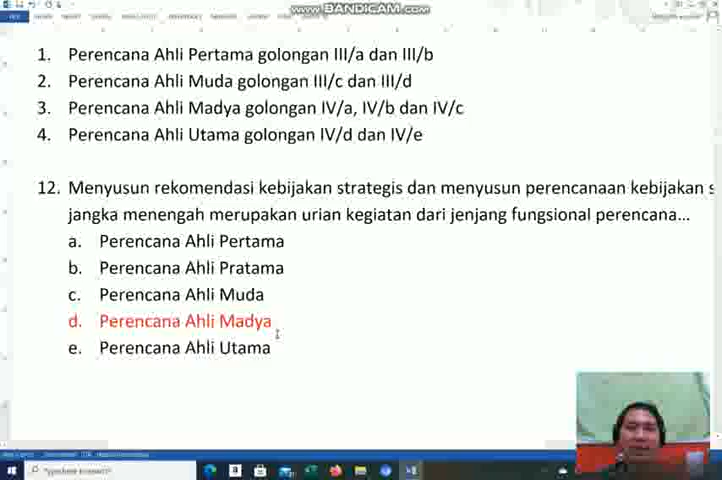 www.BANDICAM.com
1. Perencana Ahli Pertama golongan III/a dan III/b
2. Perencana Ahli Muda golongan III/c dan III/d
3. Perencana Ahli Madya golongan IV/a, IV/b dan IV/c
4. Perencana Ahli Utama golongan IV/d dan IV/e
12. Menyusun rekomendasi kebijakan strategis dan menyusun perencanaan kebijakan s
jangka menengah merupakan urian kegiatan dari jenjang fungsional perencana...
a. Perencana Ahli Pertama
b. Perencana Ahli Pratama
c. Perencana Ahli Muda
d. Perencana Ahli Madya
e. Perencana Ahli Utama